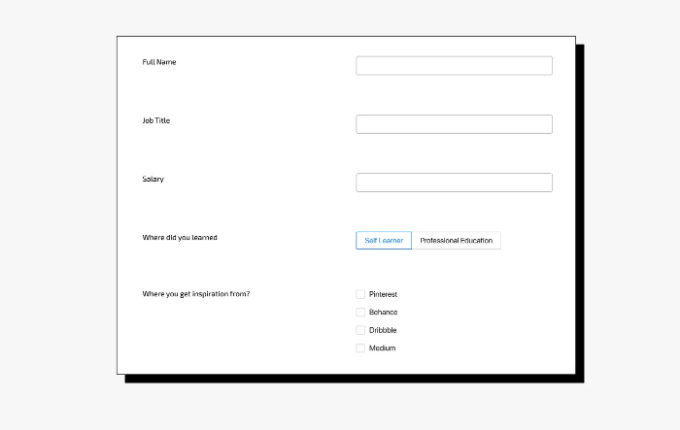 Full Name
Job Title
Salary
Where did you learned
Self Learner Professional Education
Where you get inspiration from?
Pinterest
Behance
Dribbble
Medium